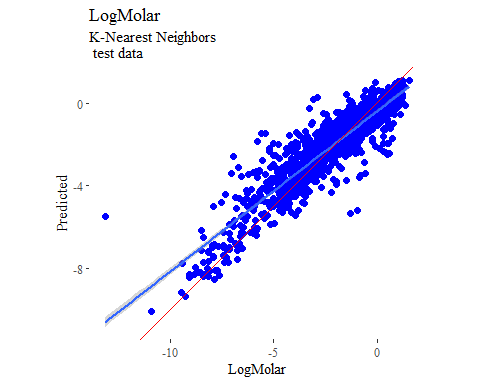 LogMolar
K-Nearest Neighbors
test data
0
-4
-8
Predicted
-10
-5
0
LogMolar